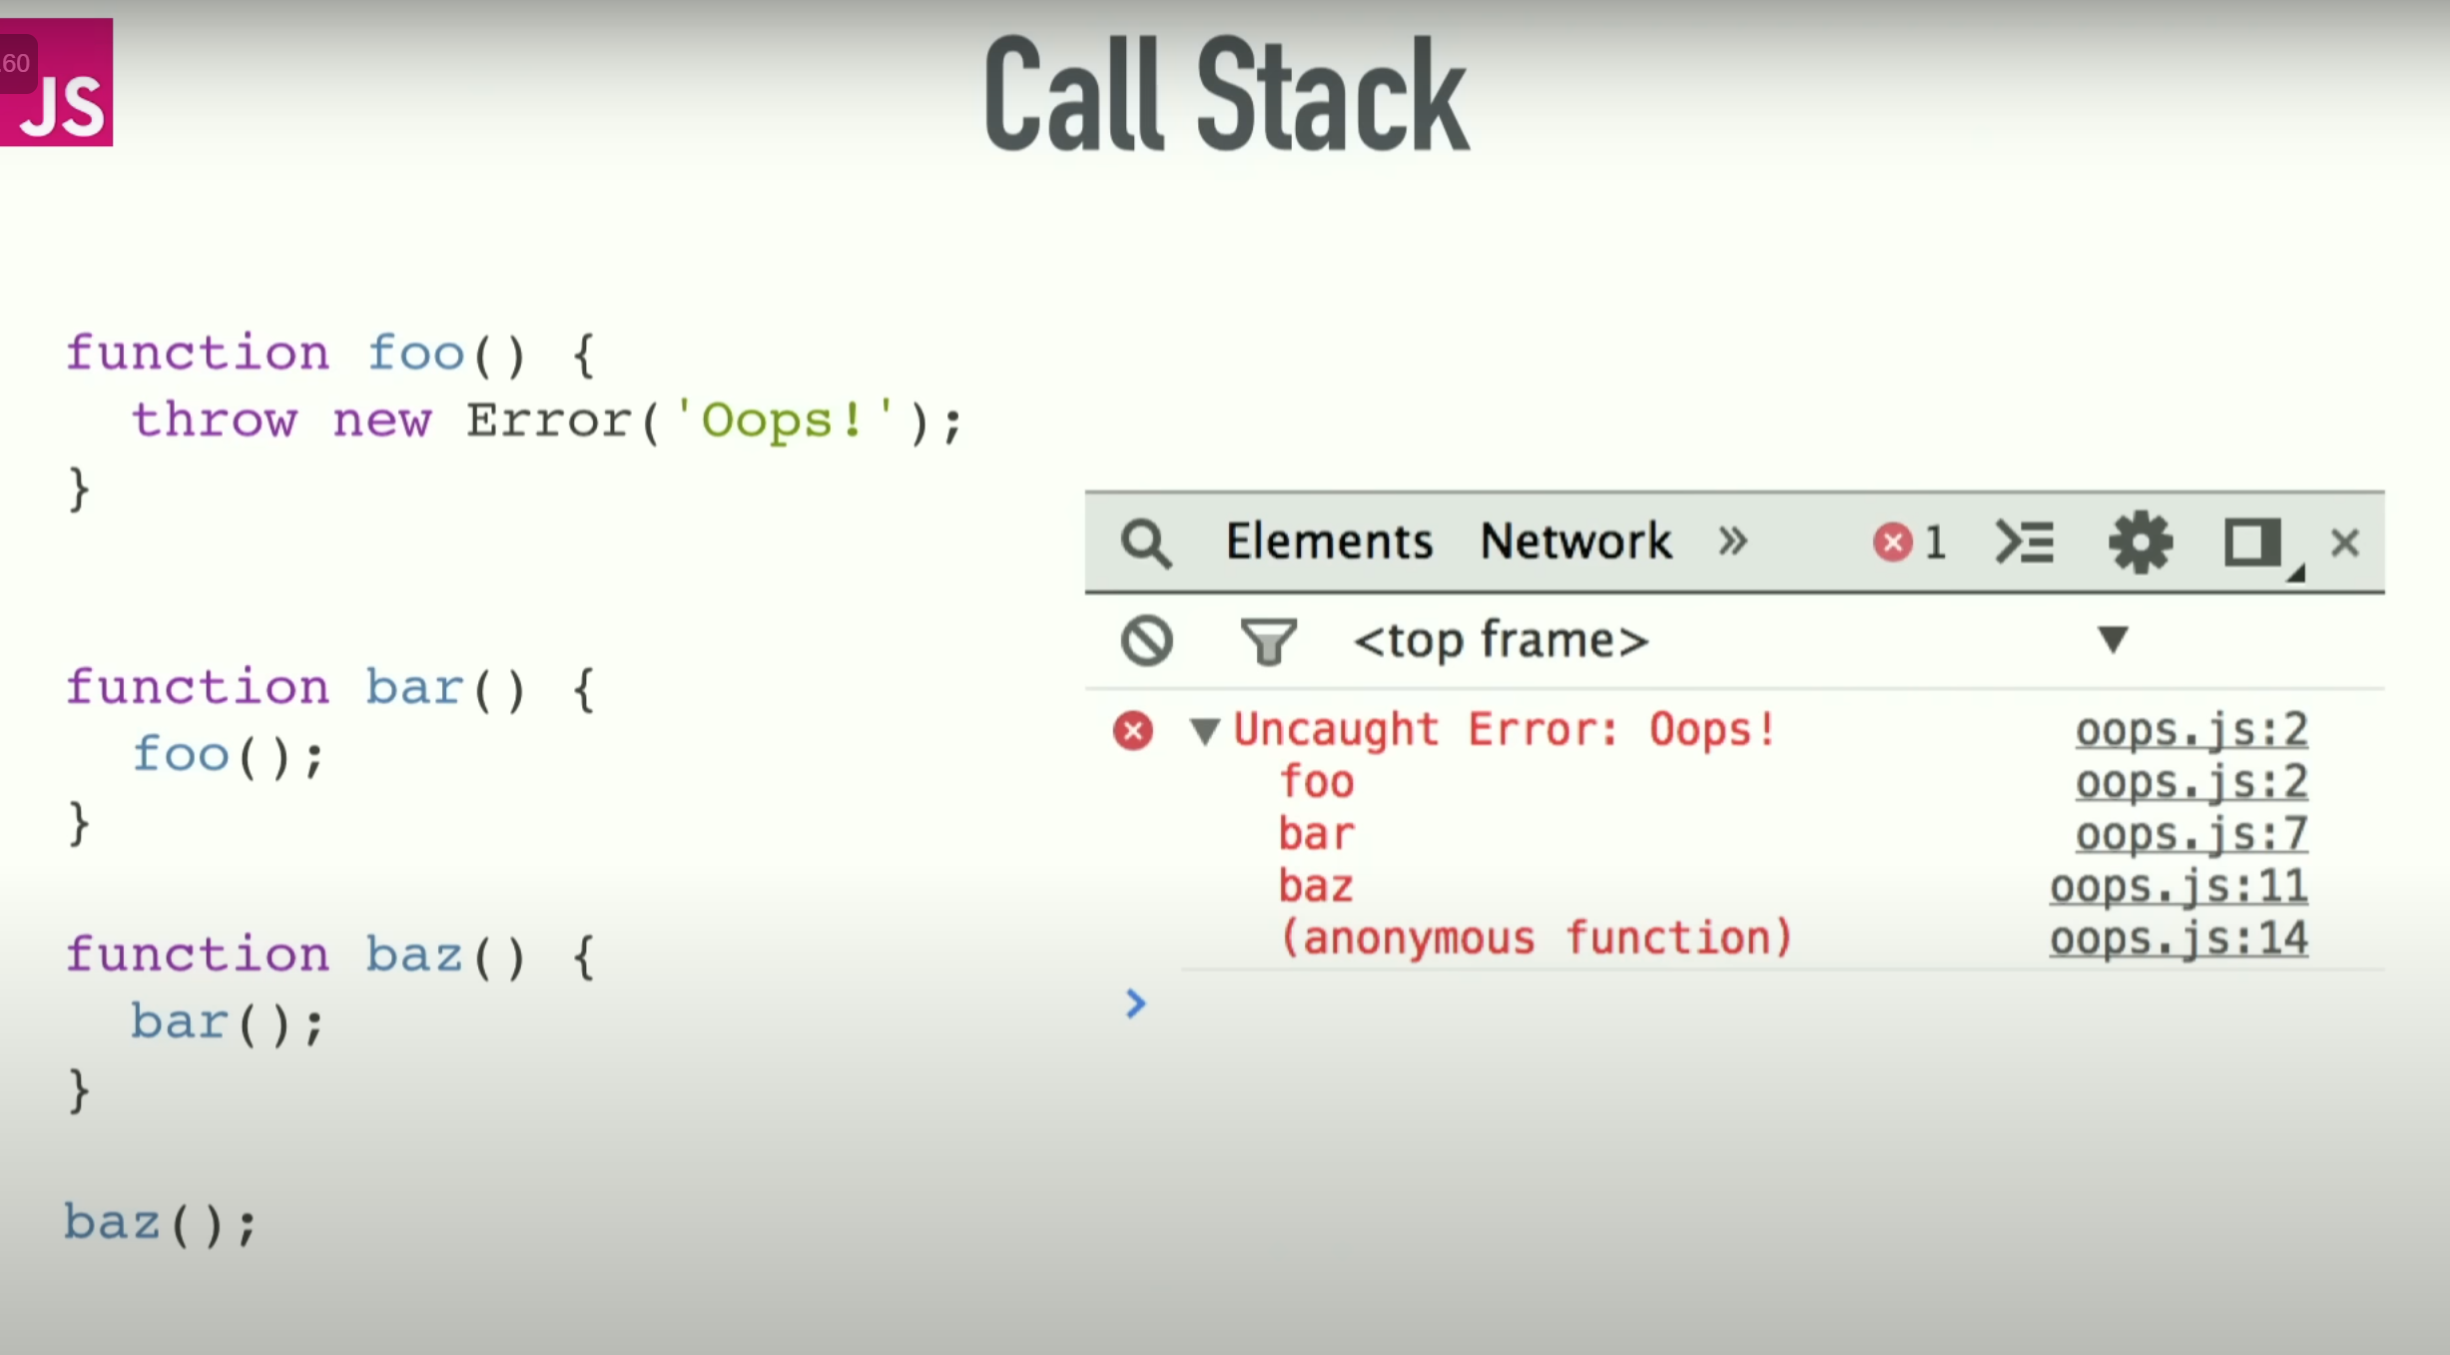 60
JS
Call Stack
function foo() {
  throw new Error('Oops!');
}
function bar() {
  foo();
}
function baz() {
  bar();
}
baz();
Elements Network » 1 ×
<top frame> ▼
▼ Uncaught Error: Oops! oops.js:2
foo oops.js:2
bar oops.js:7
baz oops.js:11
(anonymous function) oops.js:14
>